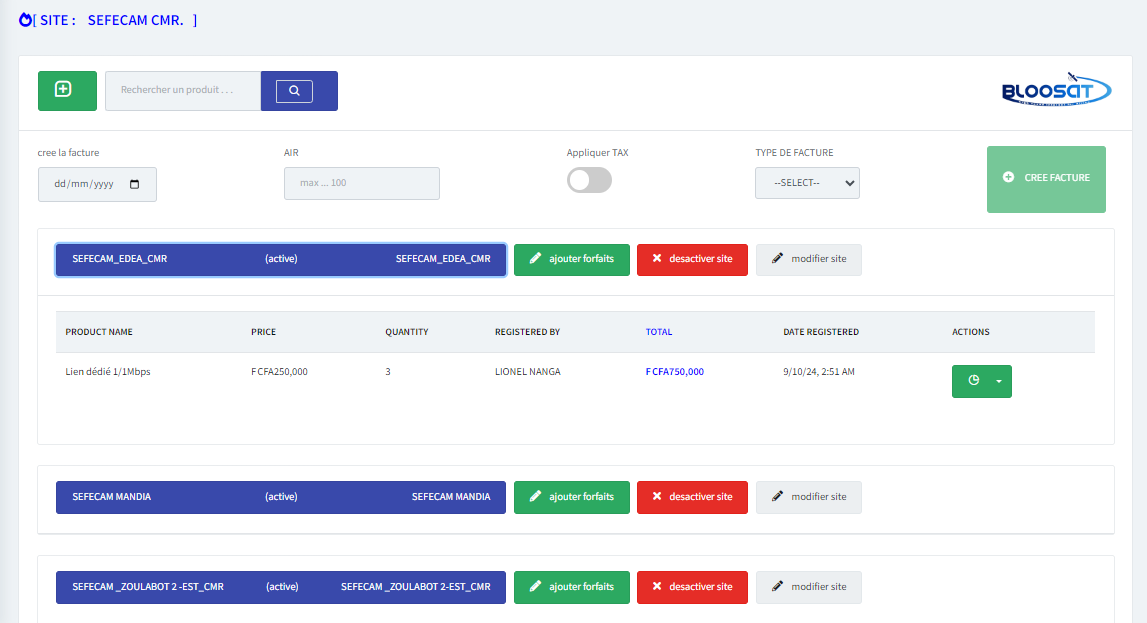 [ SITE : SEFECAM CMR. ]
Rechercher un produit . . .
BLOOSAT
cree la facture
AIR
Appliquer TAX
TYPE DE FACTURE
dd/mm/yyyy
max ... 100
--SELECT--
CREE FACTURE
SEFECAM_EDEA_CMR (active) SEFECAM_EDEA_CMR
ajouter forfaits
desactiver site
modifier site
PRODUCT NAME PRICE QUANTITY REGISTERED BY TOTAL DATE REGISTERED ACTIONS
Lien dédié 1/1Mbps FCFA250,000 3 LIONEL NANGA FCFA750,000 9/10/24, 2:51 AM
SEFECAM MANDIA (active) SEFECAM MANDIA
ajouter forfaits
desactiver site
modifier site
SEFECAM _ZOULABOT 2 -EST_CMR (active) SEFECAM _ZOULABOT 2-EST_CMR
ajouter forfaits
desactiver site
modifier site